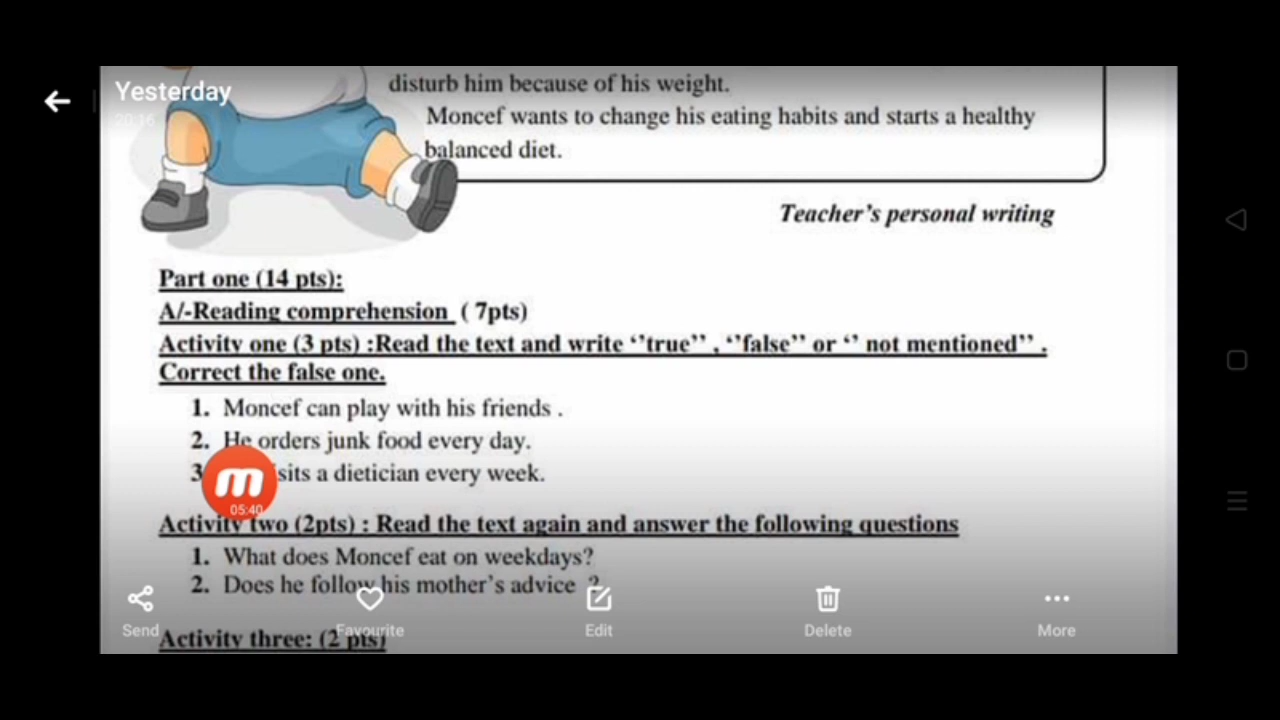 Yesterday
20:16
disturb him because of his weight.
Moncef wants to change his eating habits and starts a healthy
balanced diet.
Teacher's personal writing
Part one (14 pts):
A/-Reading comprehension ( 7pts)
Activity one (3 pts) :Read the text and write ‘’true’’ , ‘’false’’ or ‘’ not mentioned’’ .
Correct the false one.
1. Moncef can play with his friends .
2. He orders junk food every day.
3 sits a dietician every week.
05:40
Activity two (2pts) : Read the text again and answer the following questions
1. What does Moncef eat on weekdays?
2. Does he follow his mother's advice ?
Send
Favourite
Edit
Delete
More
Activity three: (2 pts)